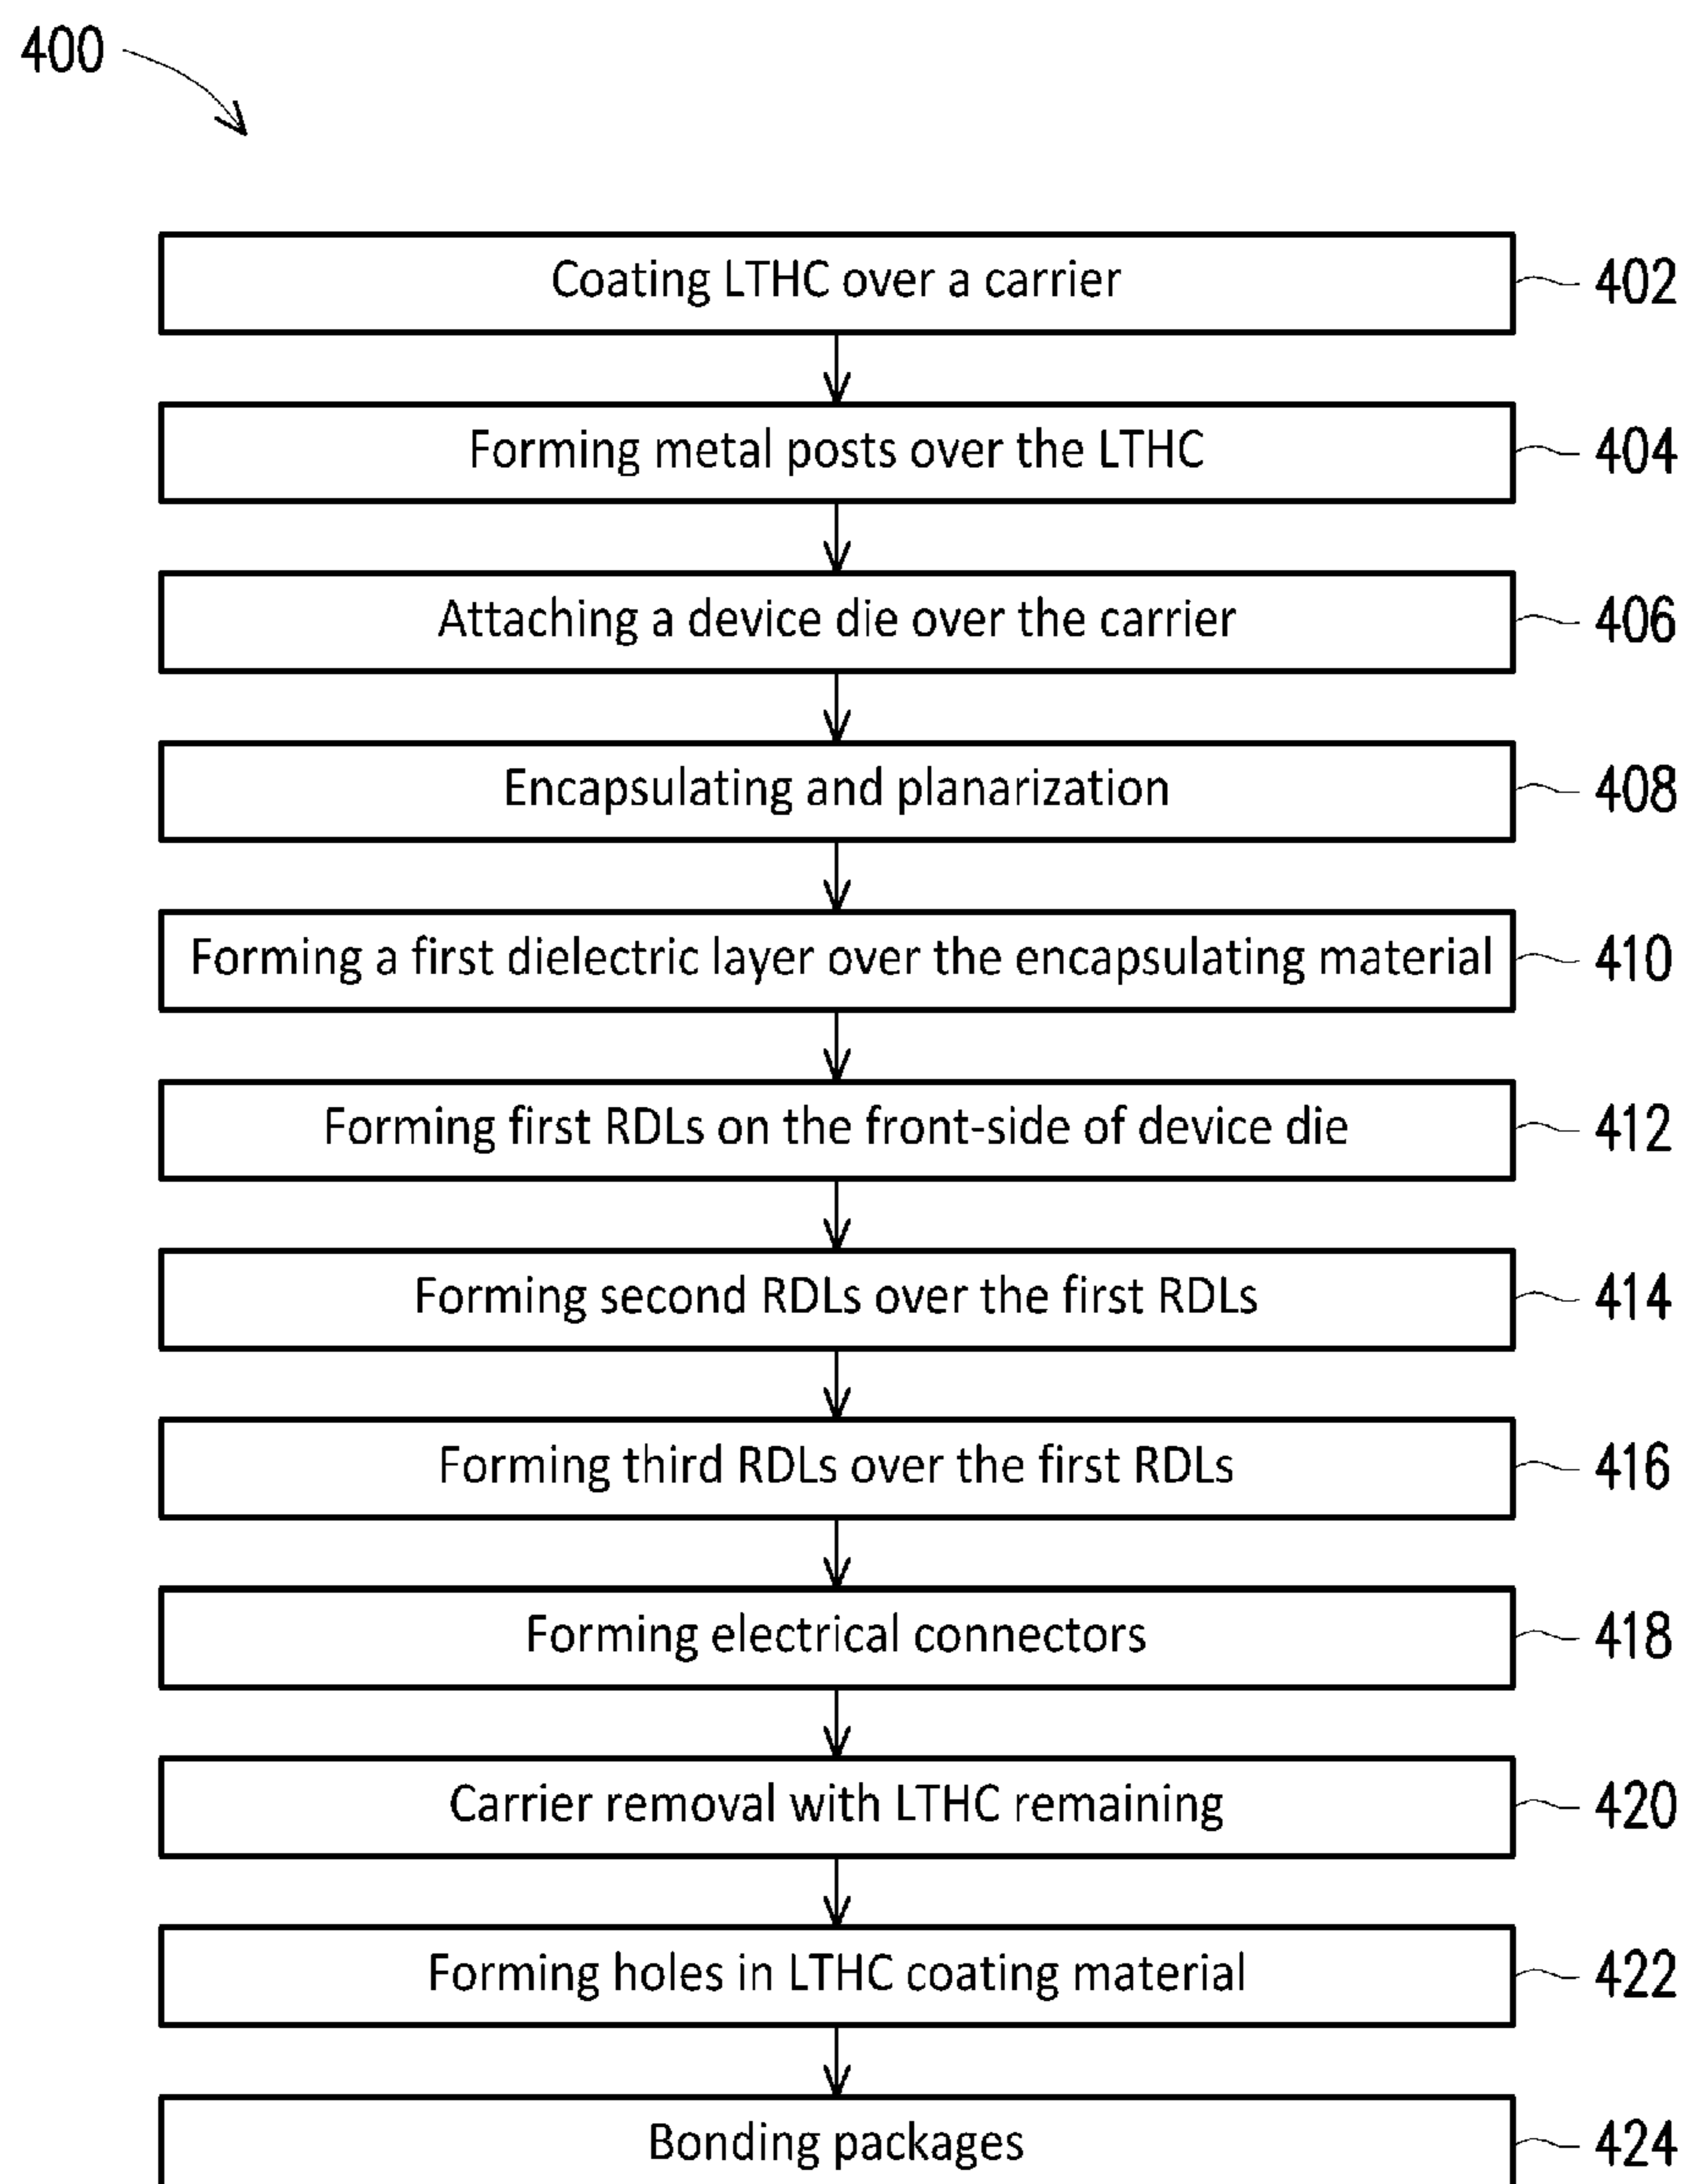 400
Coating LTHC over a carrier 402
Forming metal posts over the LTHC 404
Attaching a device die over the carrier 406
Encapsulating and planarization 408
Forming a first dielectric layer over the encapsulating material 410
Forming first RDLs on the front-side of device die 412
Forming second RDLs over the first RDLs 414
Forming third RDLs over the first RDLs 416
Forming electrical connectors 418
Carrier removal with LTHC remaining 420
Forming holes in LTHC coating material 422
Bonding packages 424